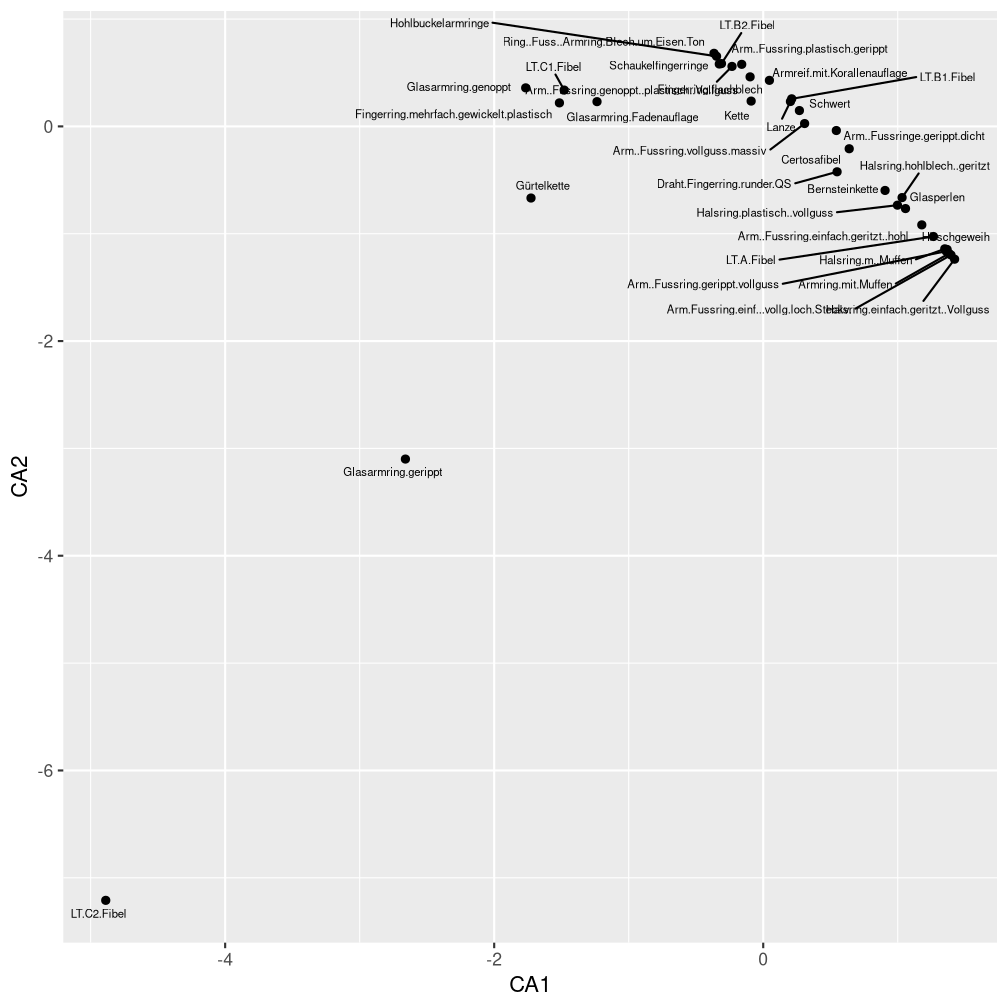 Hohlbuckelarmringe
LT.B2.Fibel
Ring..Fuss..Armring.Blech.um.Eisen.Ton
Arm..Fussring.plastisch.gerippt
LT.C1.Fibel
Schaukelfingerringe
Armreif.mit.Korallenauflage
LT.B1.Fibel
Glasarmring.genoppt
Arm..Fussring.genoppt..plastisch..Vollguss
Schwert
Fingerring.mehrfach.gewickelt.plastisch
Glasarmring.Fadenauflage
Kette
0
Lanze
Arm..Fussringe.gerippt.dicht
Arm..Fussring.vollguss.massiv
Certosafibel
Halsring.hohlblech..geritzt
Draht.Fingerring.runder.QS
Gürtelkette
Bernsteinkette
Glasperlen
Halsring.plastisch..vollguss
Arm..Fussring.einfach.geritzt..hohl
Hirschgeweih
LT.A.Fibel
Halsring.m..Muffen
Arm..Fussring.gerippt.vollguss
Armring.mit.Muffen
Arm.Fussring.einf...vollg.loch.Steckv.
Halsring.einfach.geritzt..Vollguss
-2
Glasarmring.gerippt
CA2
-4
-6
LT.C2.Fibel
-4
-2
0
CA1